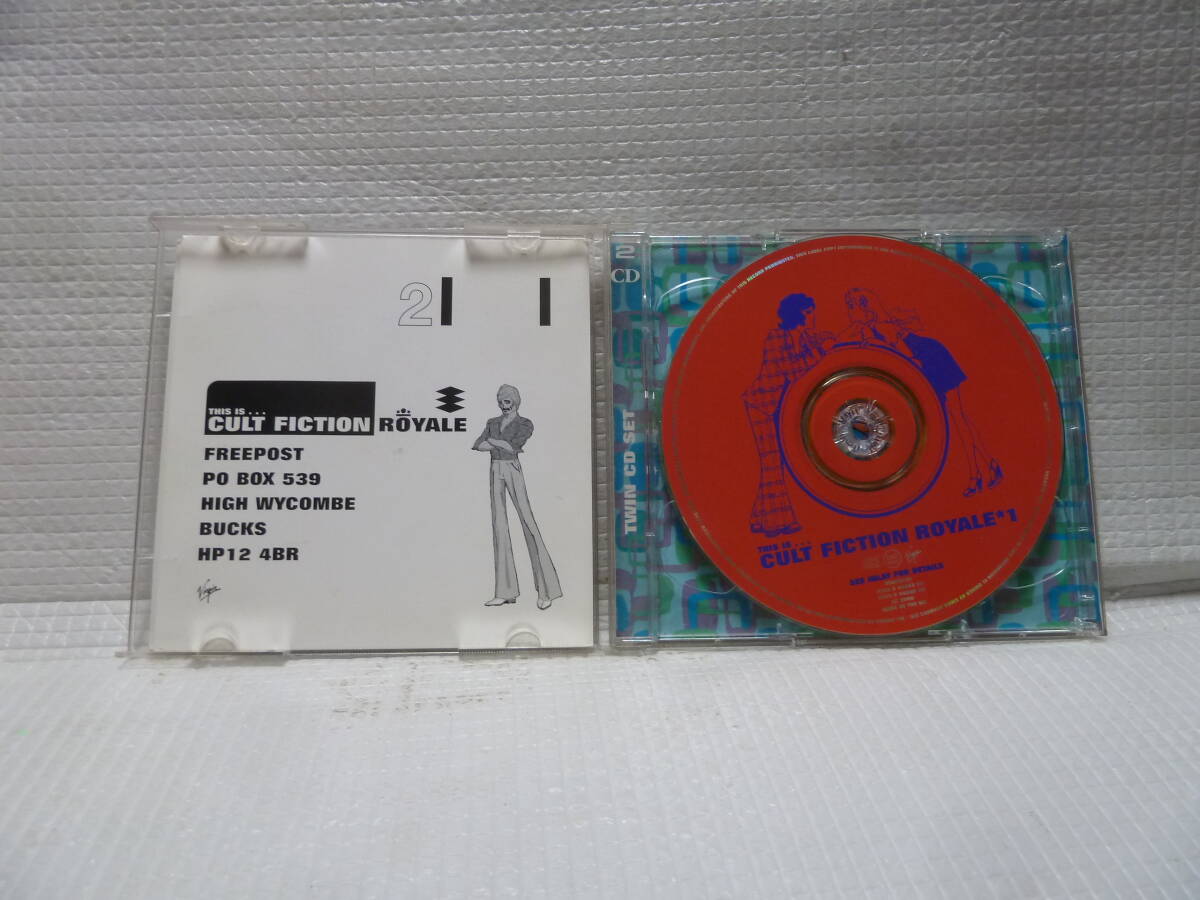 2
THIS IS...
CULT FICTION ROYALE
FREEPOST
PO BOX 539
HIGH WYCOMBE
BUCKS
HP12 4BR
Virgin
2
CD
TWIN CD SET
THIS IS...
CULT FICTION ROYALE*1
Virgin
SEE INLAY FOR DETAILS